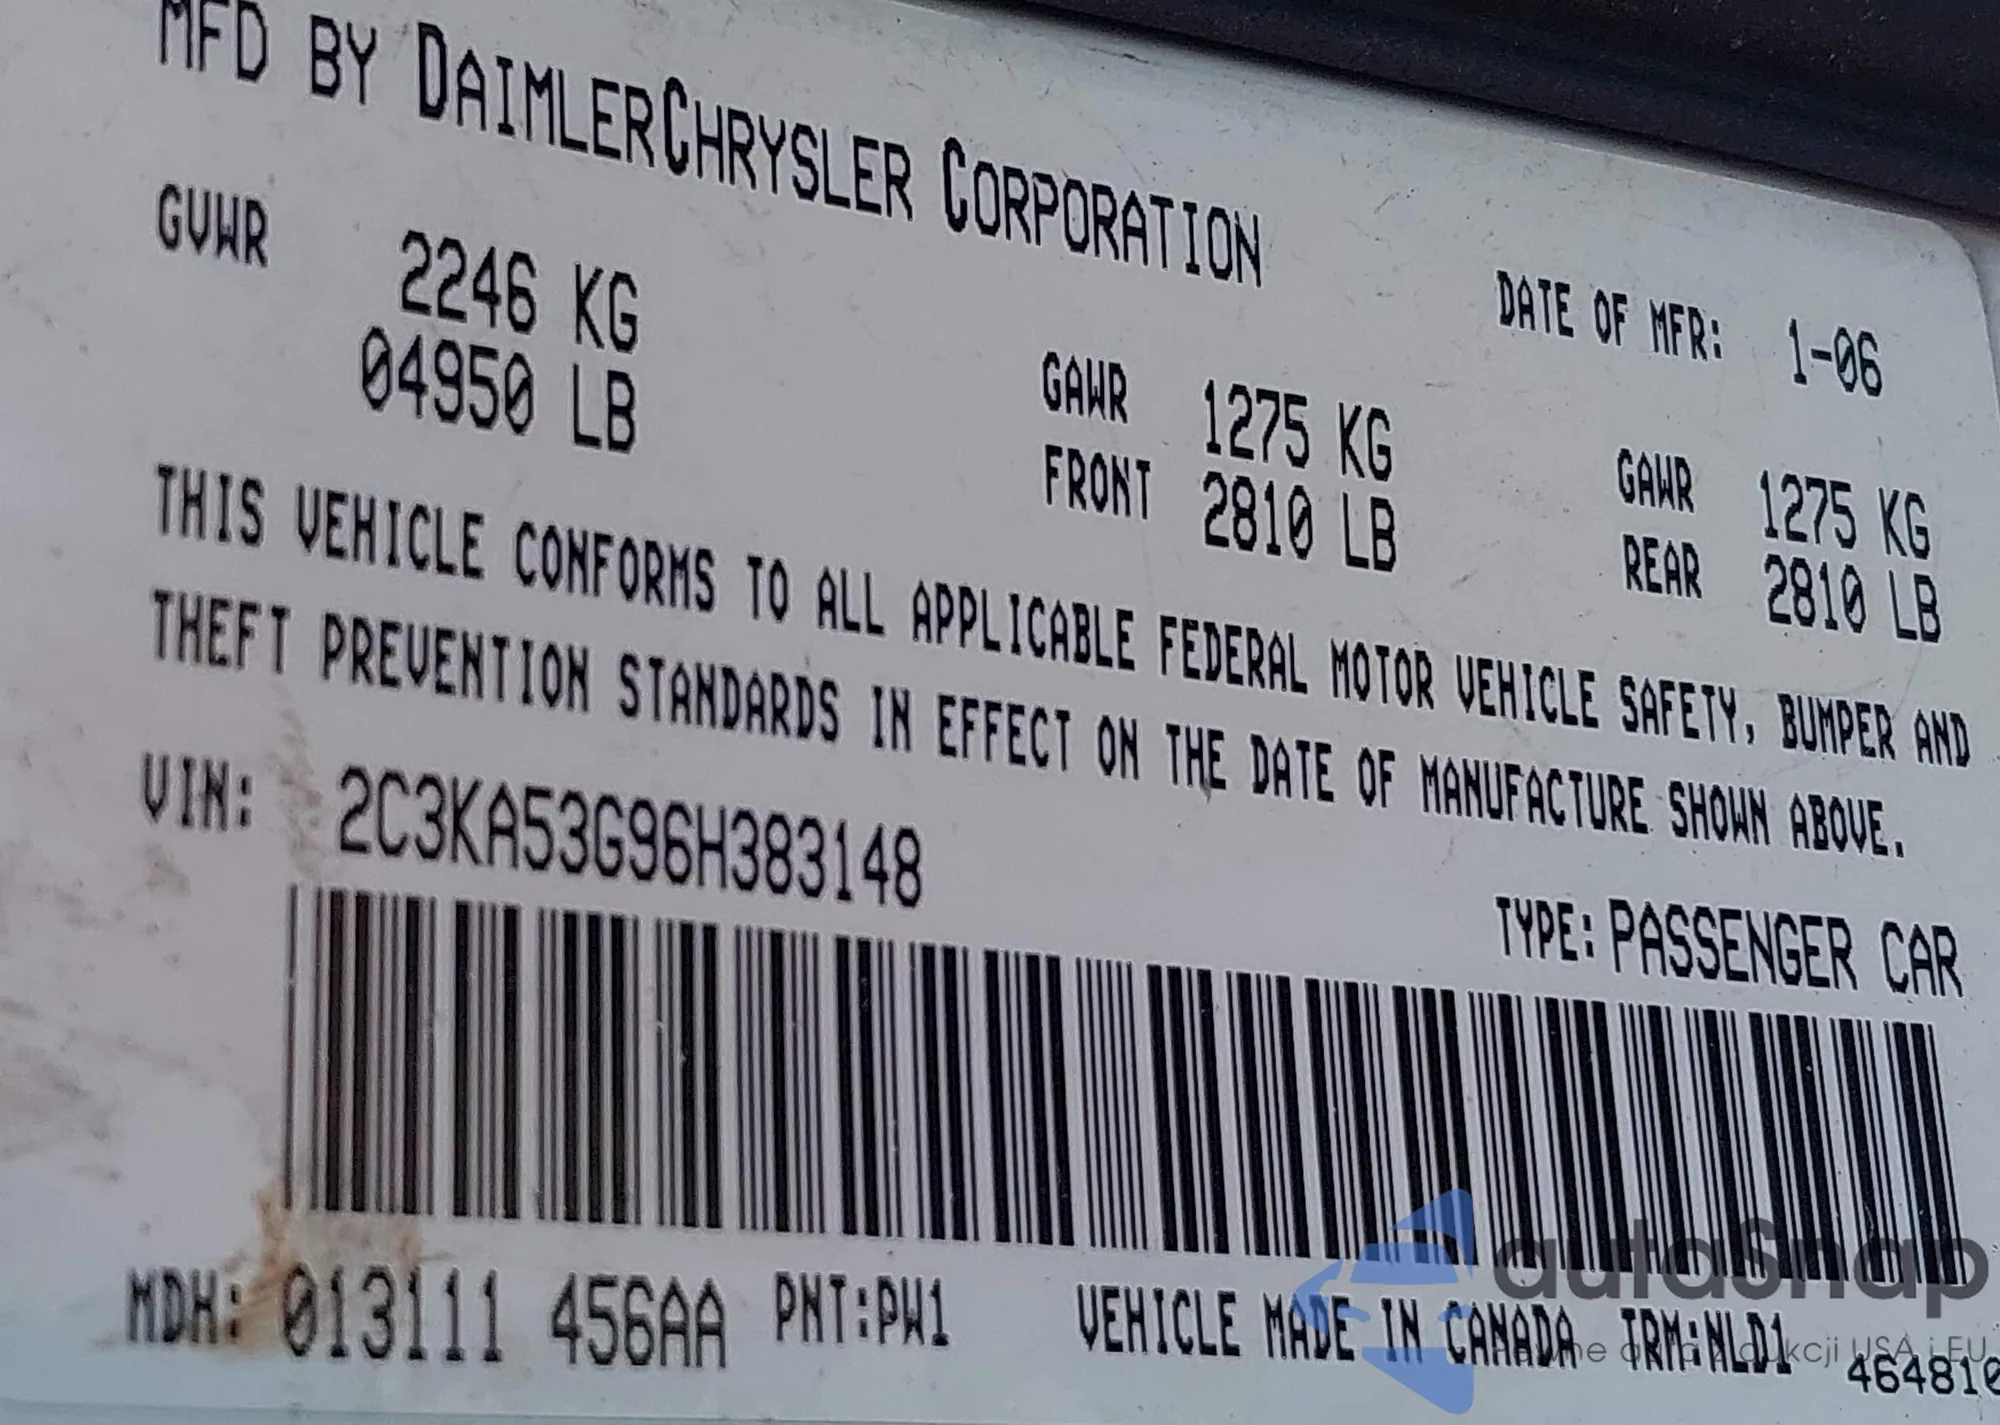 MFD BY DAIMLERCHRYSLER CORPORATION
DATE OF MFR: 1-06
GVWR 2246 KG
04950 LB
GAWR 1275 KG
FRONT 2810 LB
GAWR 1275 KG
REAR 2810 LB
THIS VEHICLE CONFORMS TO ALL APPLICABLE FEDERAL MOTOR VEHICLE SAFETY, BUMPER AND
THEFT PREVENTION STANDARDS IN EFFECT ON THE DATE OF MANUFACTURE SHOWN ABOVE.
VIN: 2C3KA53G96H383148
TYPE: PASSENGER CAR
MDH: 013111 456AA PNT:PW1 VEHICLE MADE IN CANADA TRM:NLD1
464810
autaSnap
USA i EU